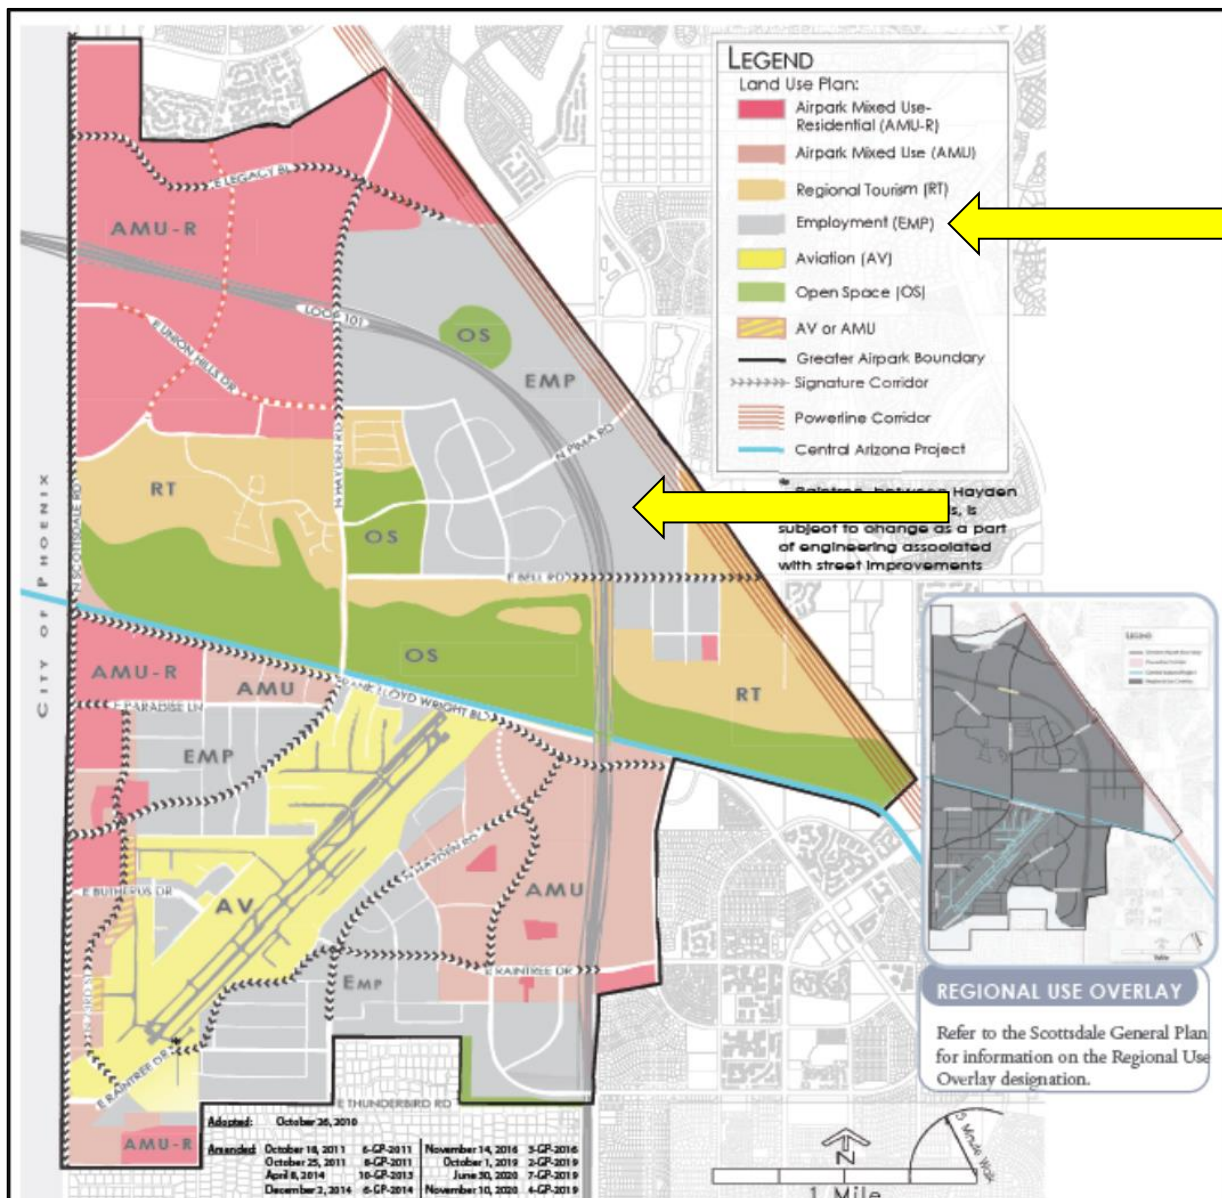 LEGEND
Land Use Plan:
Airpark Mixed Use-
Residential (AMU-R)
Airpark Mixed Use (AMU)
Regional Tourism (RT)
Employment (EMP)
Aviation (AV)
Open Space (OS)
AV or AMU
Greater Airpark Boundary
Signature Corridor
Powerline Corridor
Central Arizona Project
Hayden
is
subject to change as a part
of engineering associated
with street improvements
E LEGACY BL
AMU-R
LOOP 101
OS
E UNION HILLS DR
EMP
N HAYDEN RD
N PIMA RD
CITY OF PHOENIX
N SCOTTSDALE RD
RT
OS
E BELL RD
OS
AMU-R
AMU
FRANK LLOYD WRIGHT BL
RT
E PARADISE LN
EMP
N HAYDEN RD
E BUTHERUS DR
AV
AMU
EMP
E RAINTREE DR
E RAINTREE DR
E THUNDERBIRD RD
AMU-R
Adopted: October 26, 2010
Amended: October 18, 2011 6-GP-2011 November 14, 2016 3-GP-2016
October 25, 2011 8-GP-2011 October 1, 2019 2-GP-2019
April 8, 2014 10-GP-2013 June 30, 2020 7-GP-2019
December 2, 2014 6-GP-2014 November 10, 2020 4-GP-2019
N
5 Minute Walk
1 Mile
LEGEND
REGIONAL USE OVERLAY
Refer to the Scottsdale General Plan
for information on the Regional Use
Overlay designation.